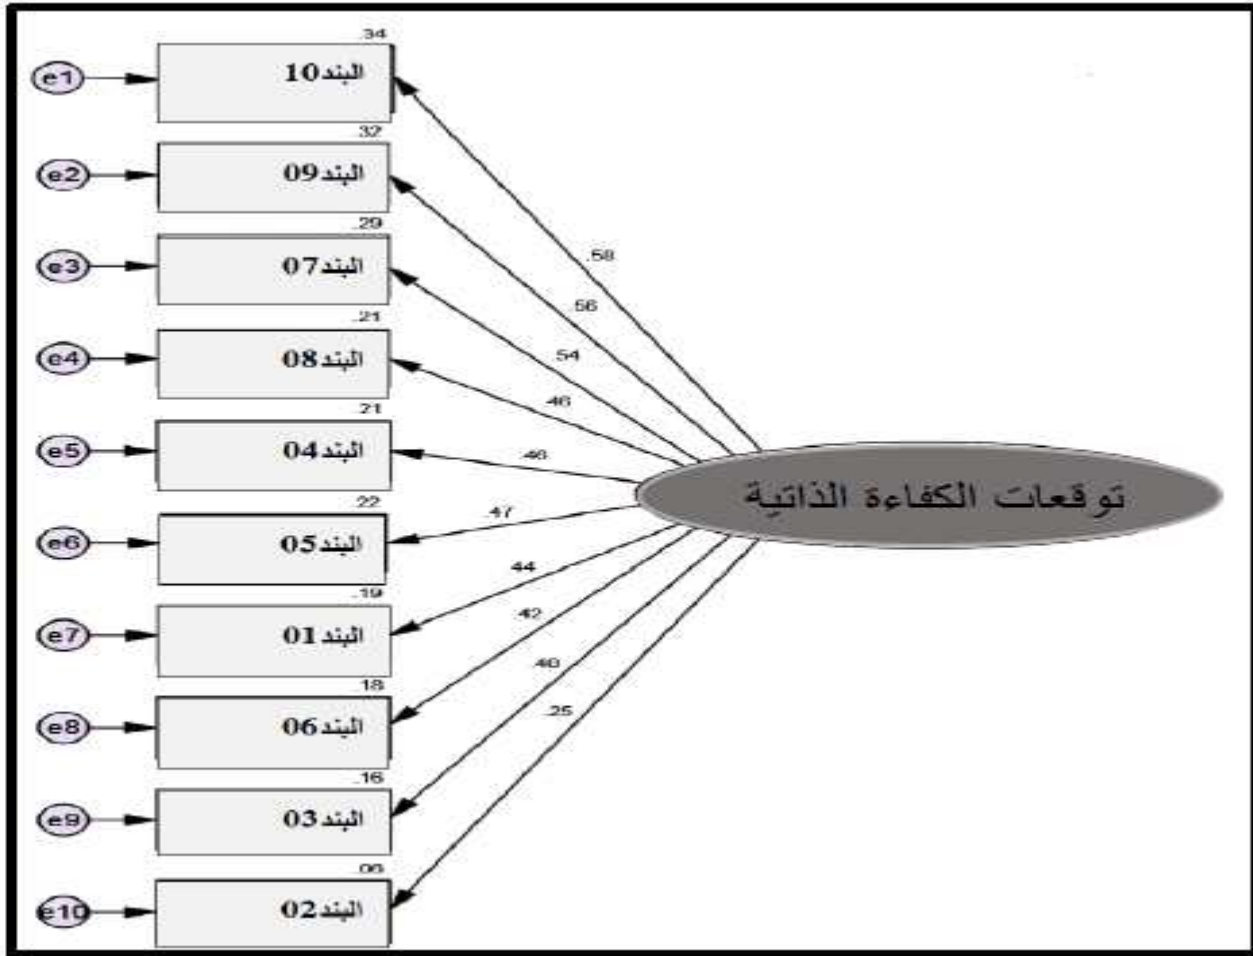 .34
e1
البند10
.58
.32
e2
البند09
.56
.29
e3
البند07
.54
.21
e4
البند08
.46
.21
e5
البند04
.46
توقعات الكفاءة الذاتية
.22
e6
البند05
.47
.19
e7
البند01
.44
.18
e8
البند06
.42
.16
e9
البند03
.40
.06
e10
البند02
.25